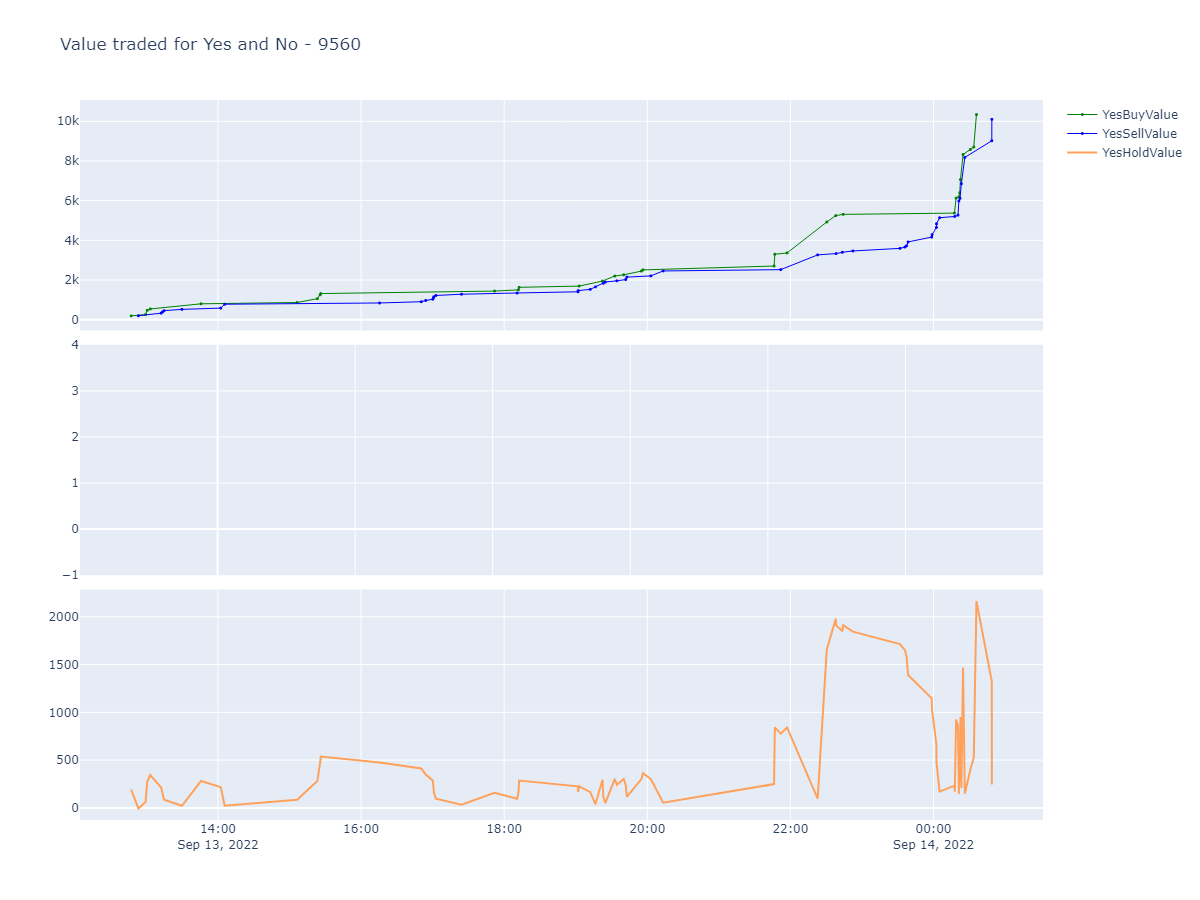 Value traded for Yes and No - 9560
YesBuyValue
YesSellValue
YesHoldValue
10k
8k
6k
4k
2k
0
4
3
2
1
0
−1
2000
1500
1000
500
0
14:00 16:00 18:00 20:00 22:00 00:00
Sep 13, 2022 Sep 14, 2022